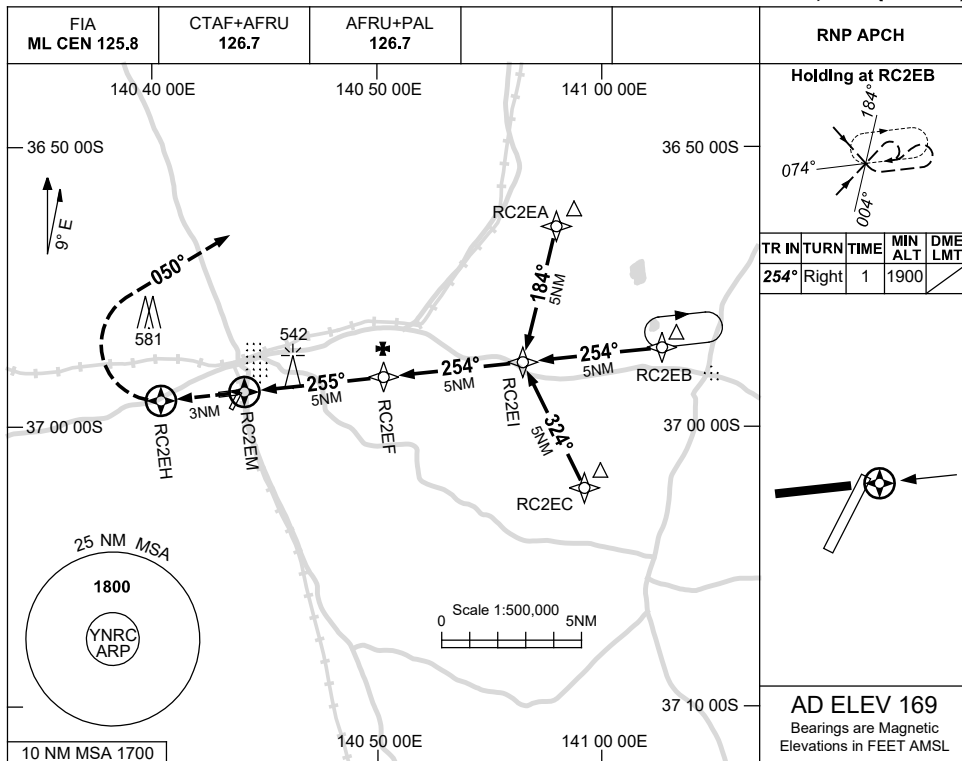 FIA
ML CEN 125.8
CTAF+AFRU
126.7
AFRU+PAL
126.7
RNP APCH
140 40 00E
140 50 00E
141 00 00E
36 50 00S
36 50 00S
9° E
050°
581
542
RC2EA
184°
5NM
254°
5NM
RC2EB
254°
5NM
RC2EI
255°
5NM
RC2EF
3NM
RC2EM
RC2EH
324°
5NM
RC2EC
37 00 00S
37 00 00S
25 NM MSA
1800
YNRC
ARP
Scale 1:500,000
0
5NM
37 10 00S
10 NM MSA 1700
140 50 00E
141 00 00E
Holding at RC2EB
184°
074°
004°
TR IN TURN TIME MIN ALT DME LMT
254° Right 1 1900
AD ELEV 169
Bearings are Magnetic
Elevations in FEET AMSL